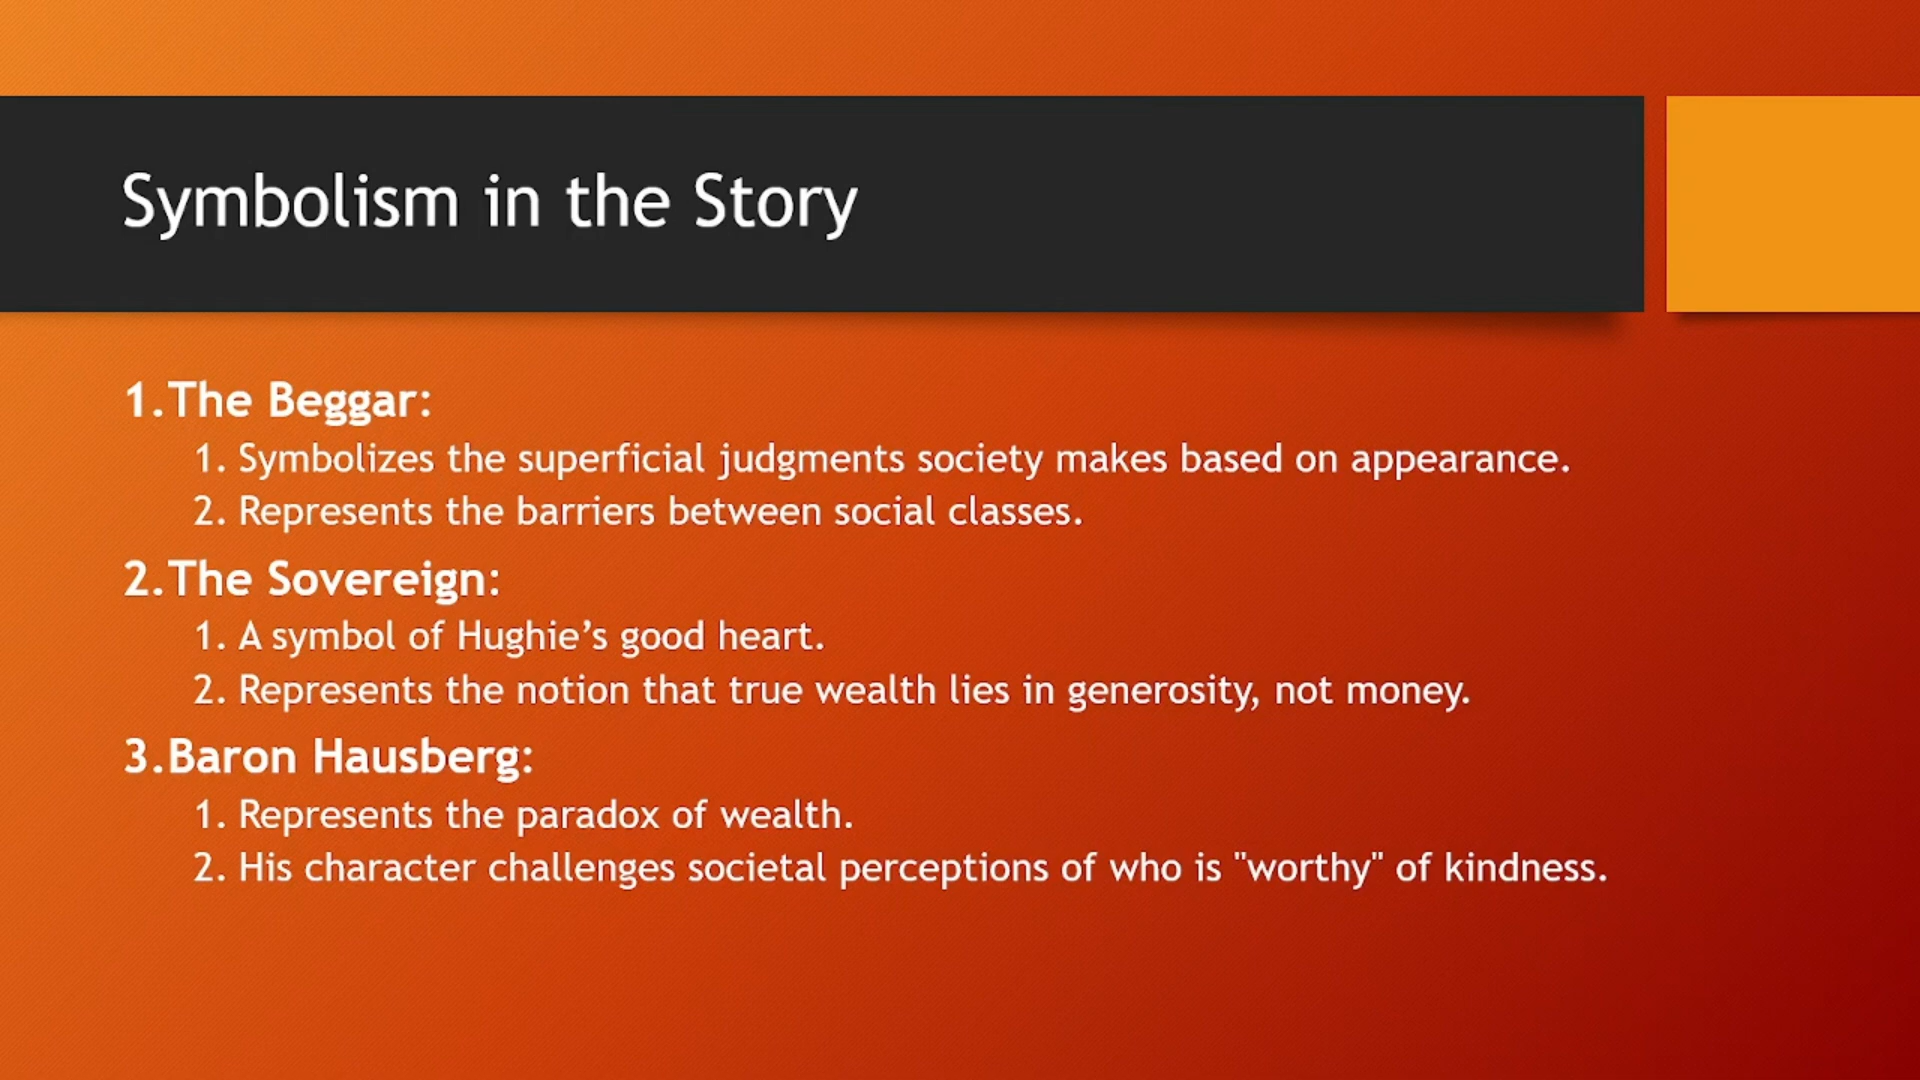 Symbolism in the Story
1.The Beggar:
1. Symbolizes the superficial judgments society makes based on appearance.
2. Represents the barriers between social classes.
2.The Sovereign:
1. A symbol of Hughie’s good heart.
2. Represents the notion that true wealth lies in generosity, not money.
3.Baron Hausberg:
1. Represents the paradox of wealth.
2. His character challenges societal perceptions of who is "worthy" of kindness.